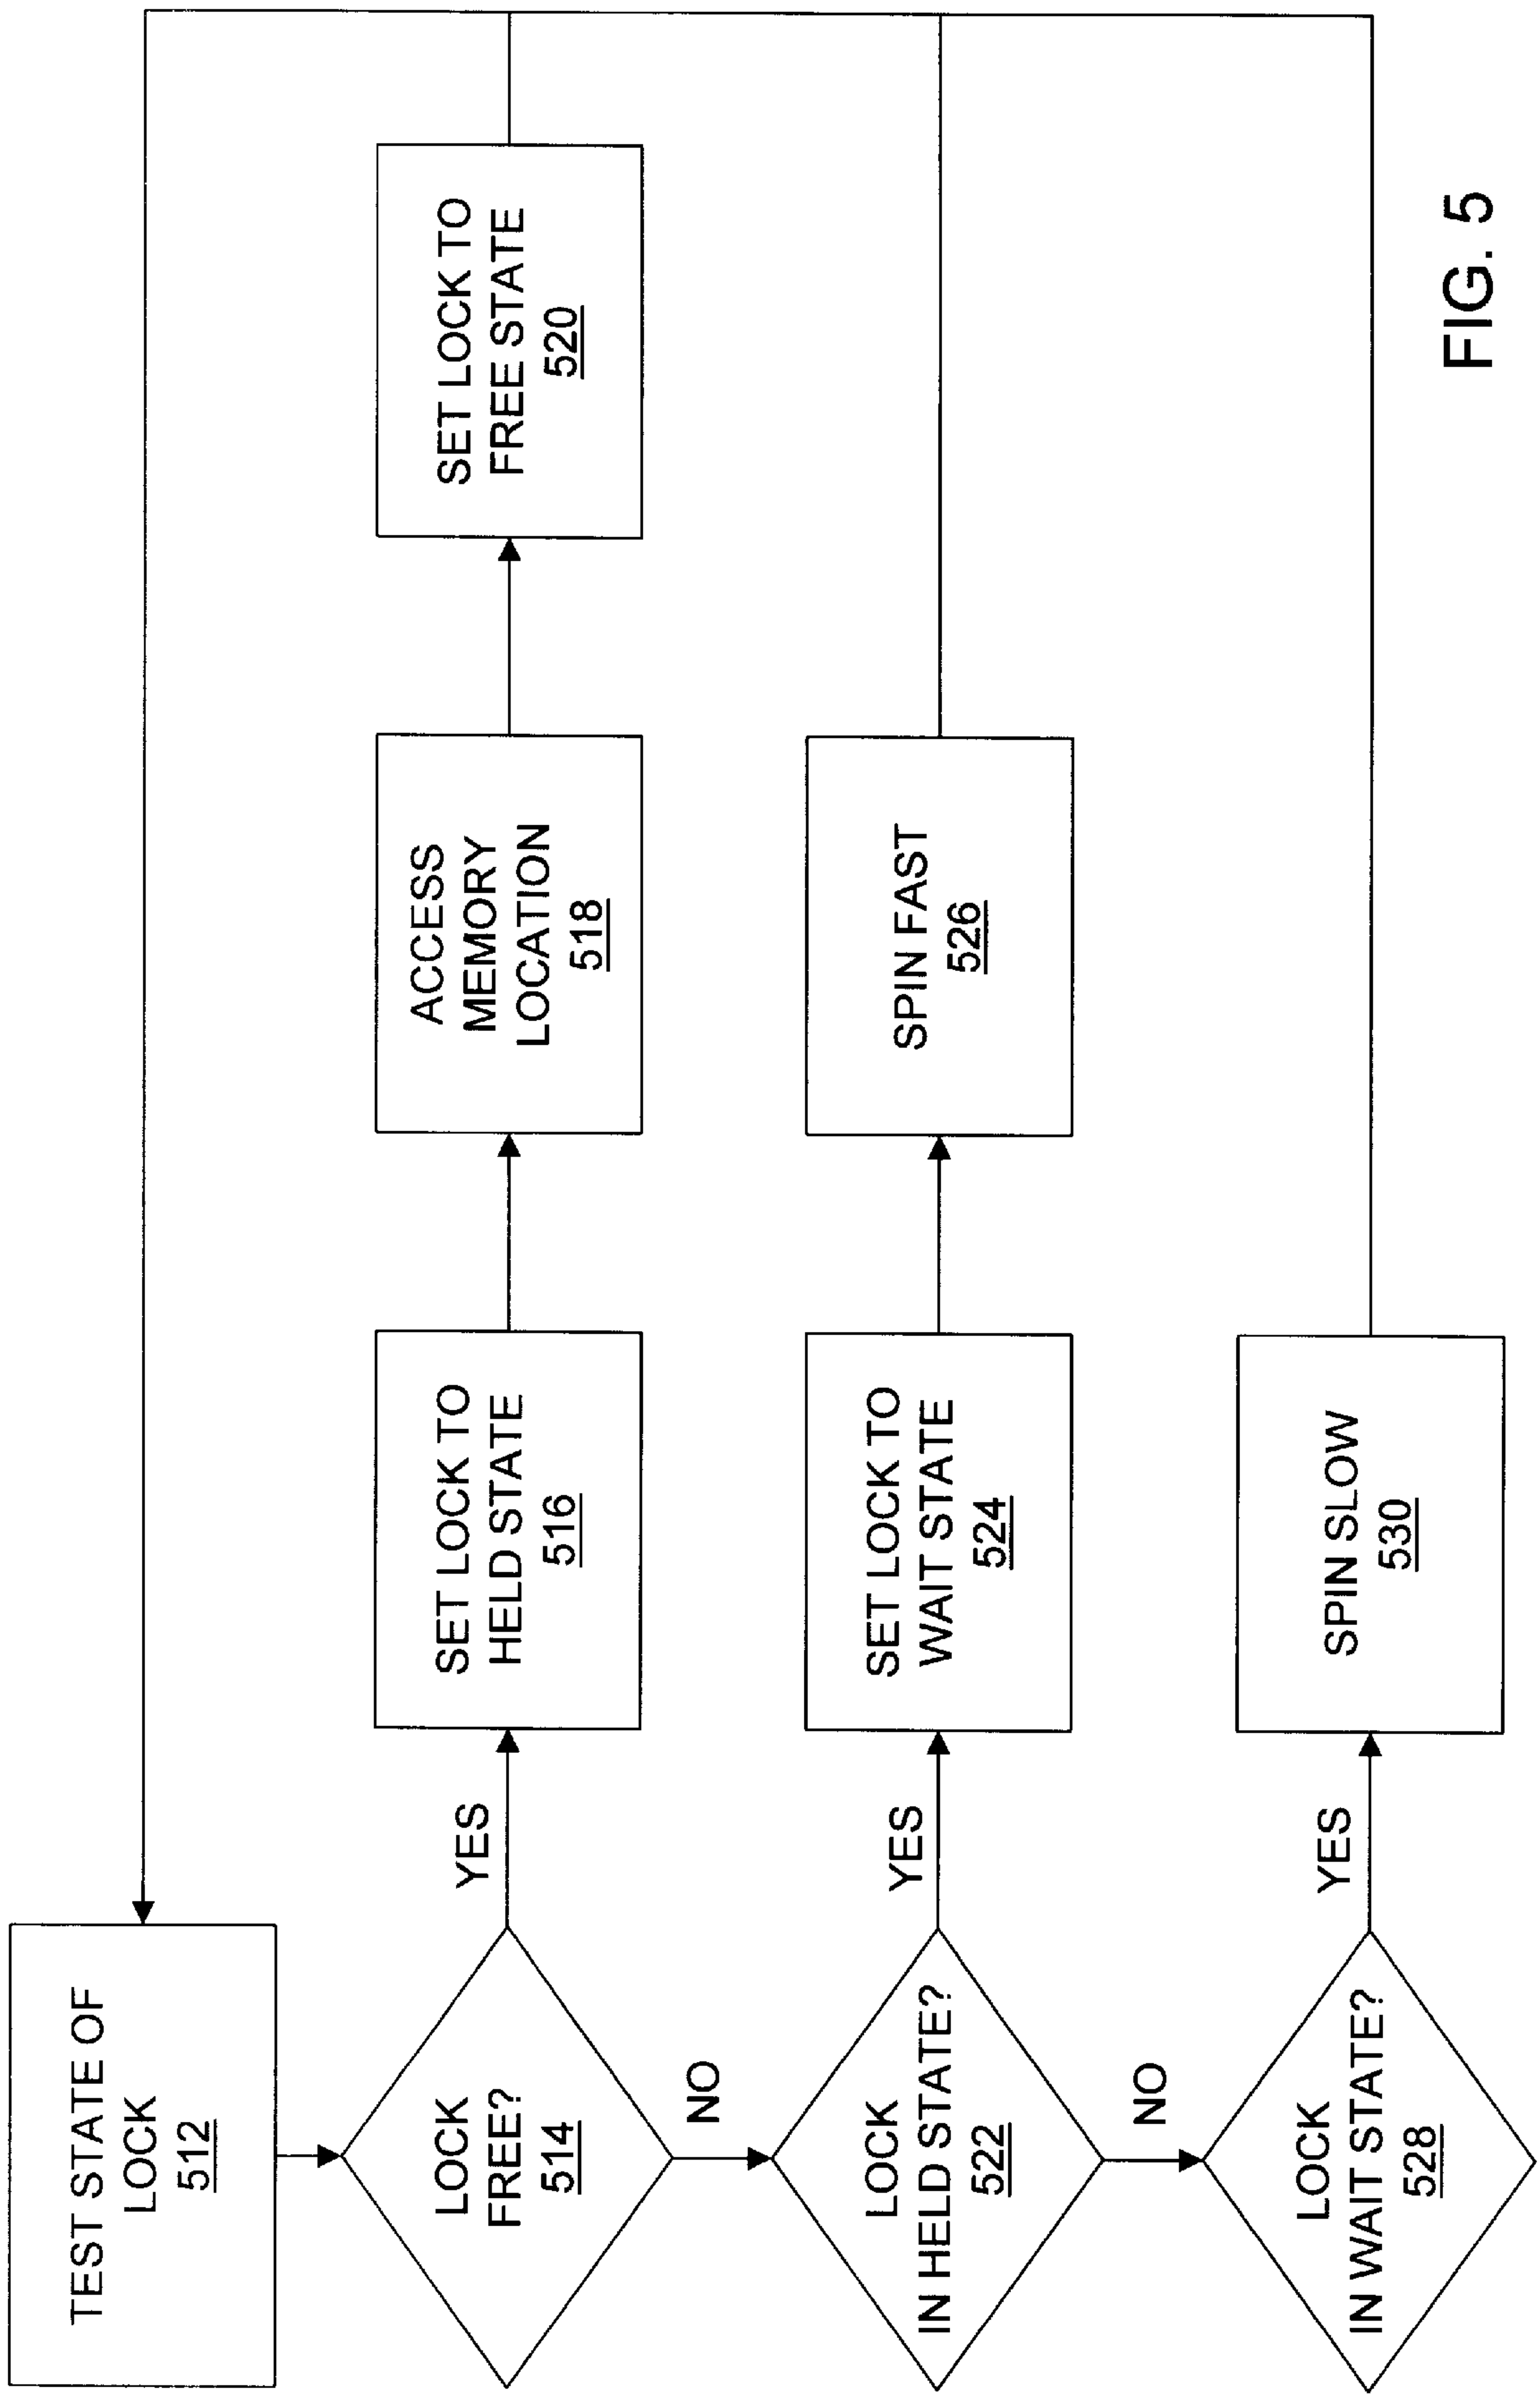 TEST STATE OF
LOCK
512
LOCK
FREE?
514
YES
SET LOCK TO
HELD STATE
516
ACCESS
MEMORY
LOCATION
518
SET LOCK TO
FREE STATE
520
NO
LOCK
IN HELD STATE?
522
YES
SET LOCK TO
WAIT STATE
524
SPIN FAST
526
NO
LOCK
IN WAIT STATE?
528
YES
SPIN SLOW
530
FIG. 5